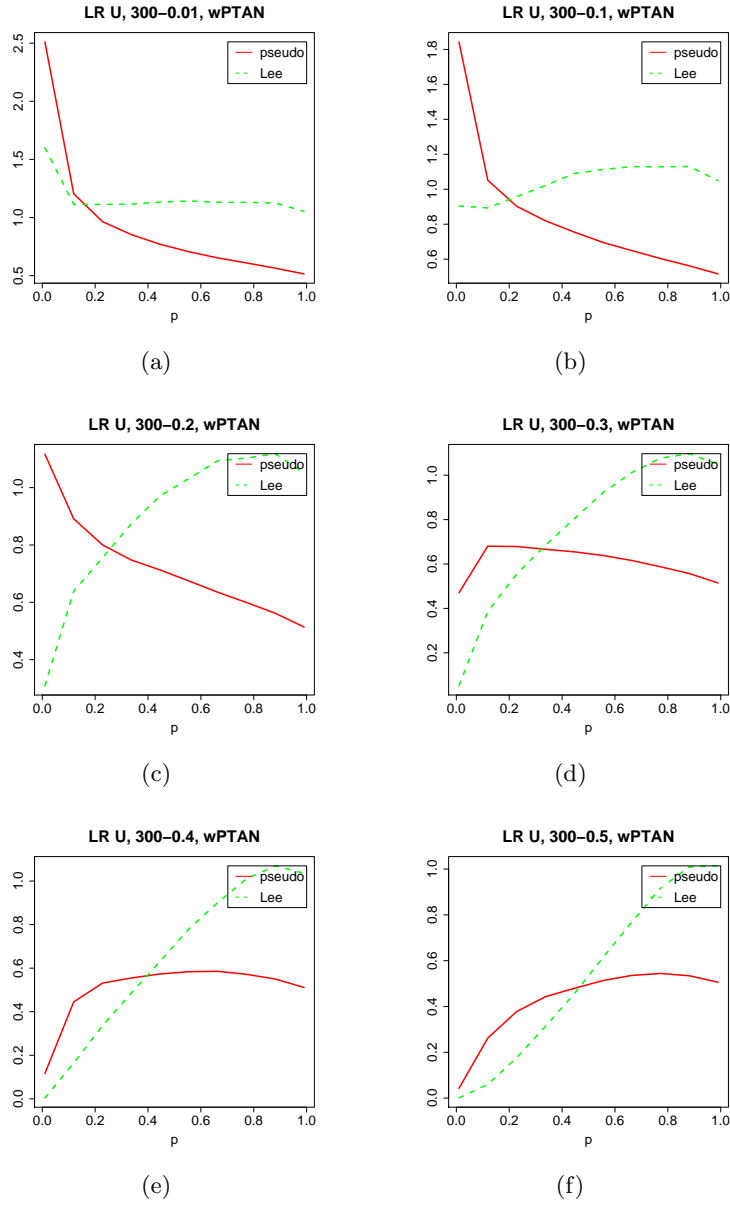 LR U, 300−0.01, wPTAN
pseudo
Lee
2.5
2.0
1.5
1.0
0.5
0.0 0.2 0.4 0.6 0.8 1.0
p
(a)
LR U, 300−0.1, wPTAN
pseudo
Lee
1.8
1.6
1.4
1.2
1.0
0.8
0.6
0.0 0.2 0.4 0.6 0.8 1.0
p
(b)
LR U, 300−0.2, wPTAN
pseudo
Lee
1.0
0.8
0.6
0.4
0.0 0.2 0.4 0.6 0.8 1.0
p
(c)
LR U, 300−0.3, wPTAN
pseudo
Lee
1.0
0.8
0.6
0.4
0.2
0.0 0.2 0.4 0.6 0.8 1.0
p
(d)
LR U, 300−0.4, wPTAN
pseudo
Lee
1.0
0.8
0.6
0.4
0.2
0.0
0.0 0.2 0.4 0.6 0.8 1.0
p
(e)
LR U, 300−0.5, wPTAN
pseudo
Lee
1.0
0.8
0.6
0.4
0.2
0.0
0.0 0.2 0.4 0.6 0.8 1.0
p
(f)